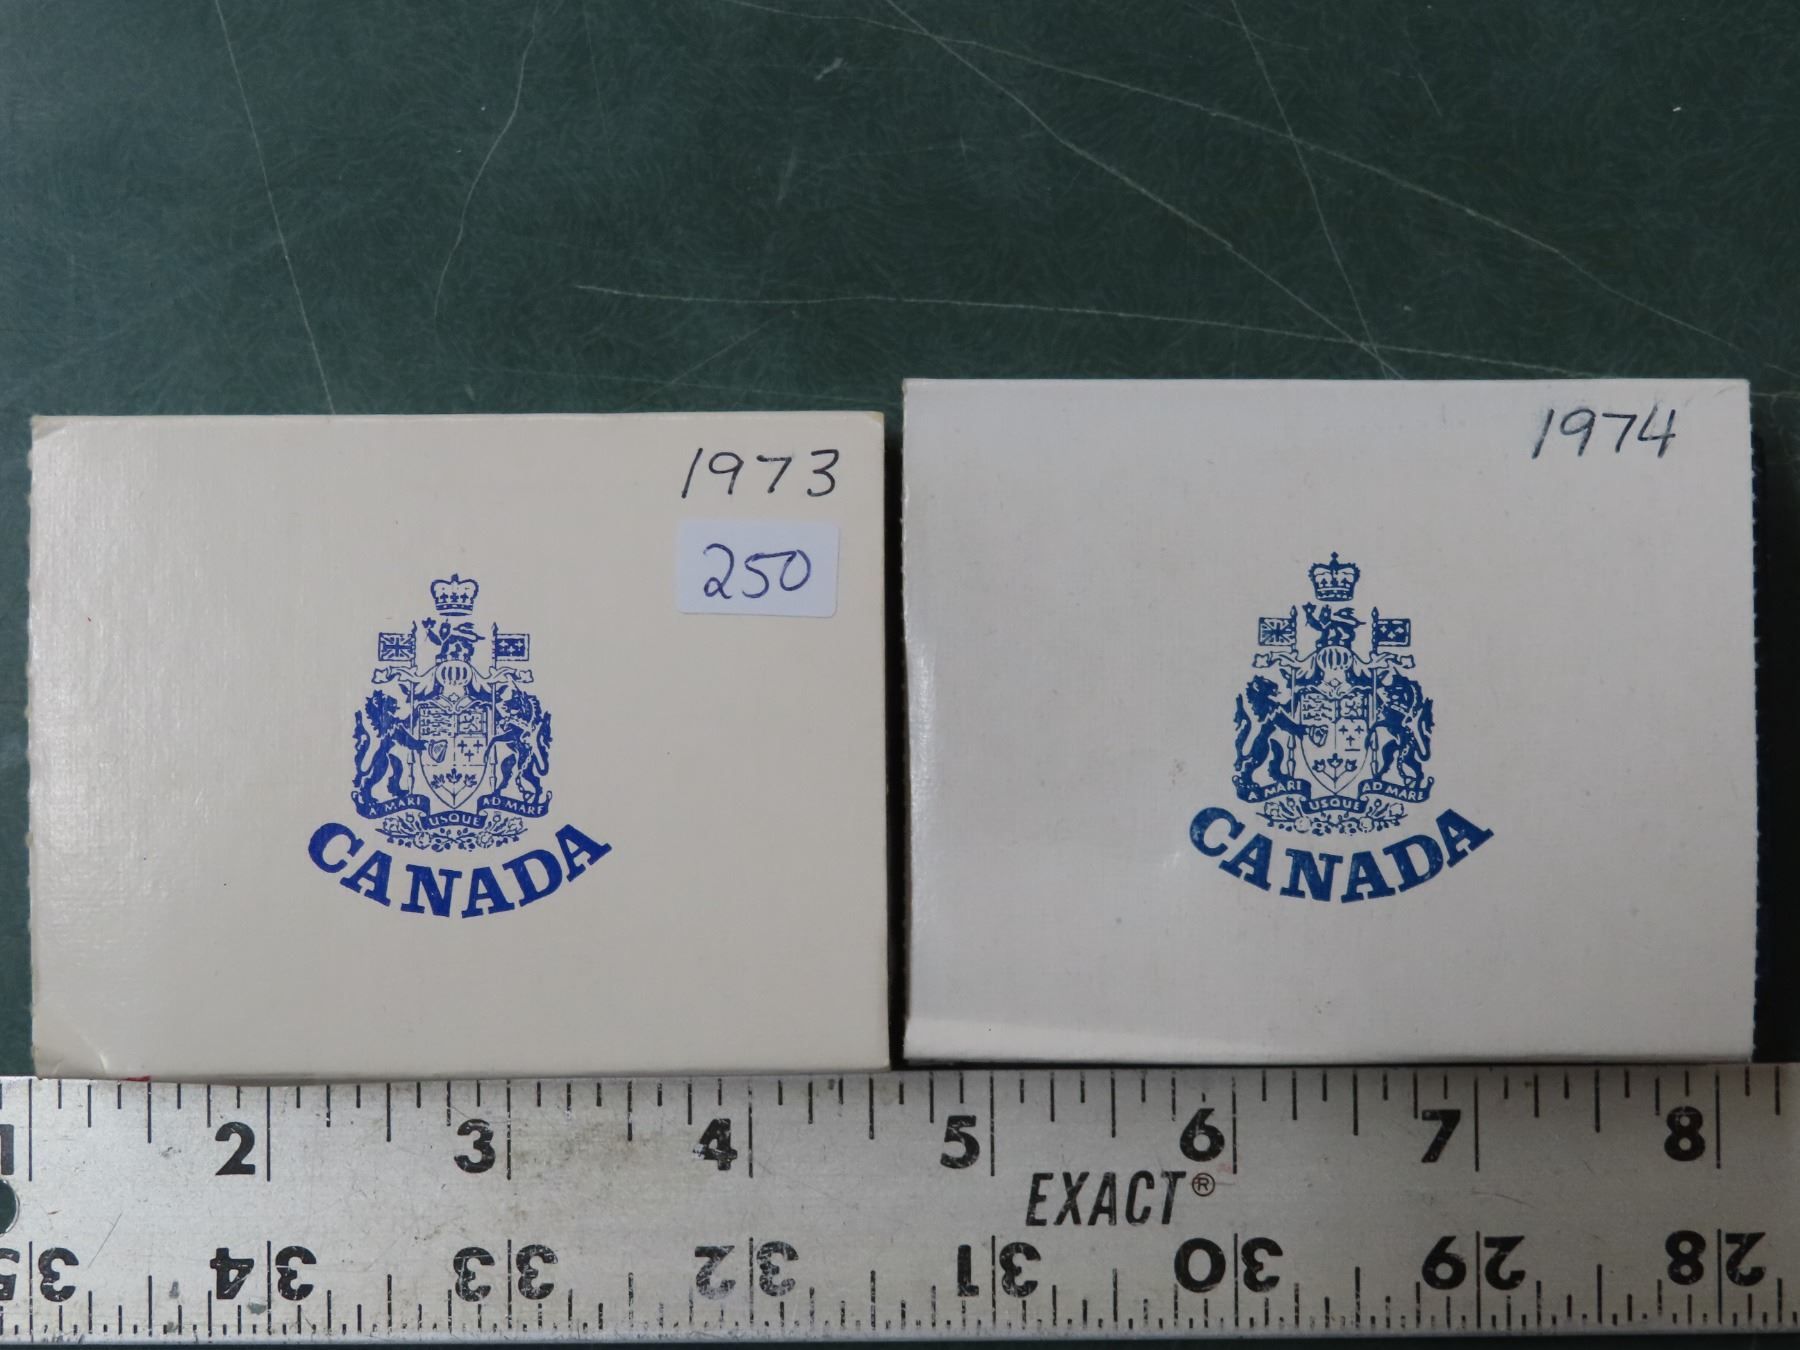 1973
250
A MARI USQUE AD MARE
CANADA
1974
A MARI USQUE AD MARE
CANADA
1 2 3 4 5 6 7 8
EXACT®
35 34 33 32 31 30 29 28